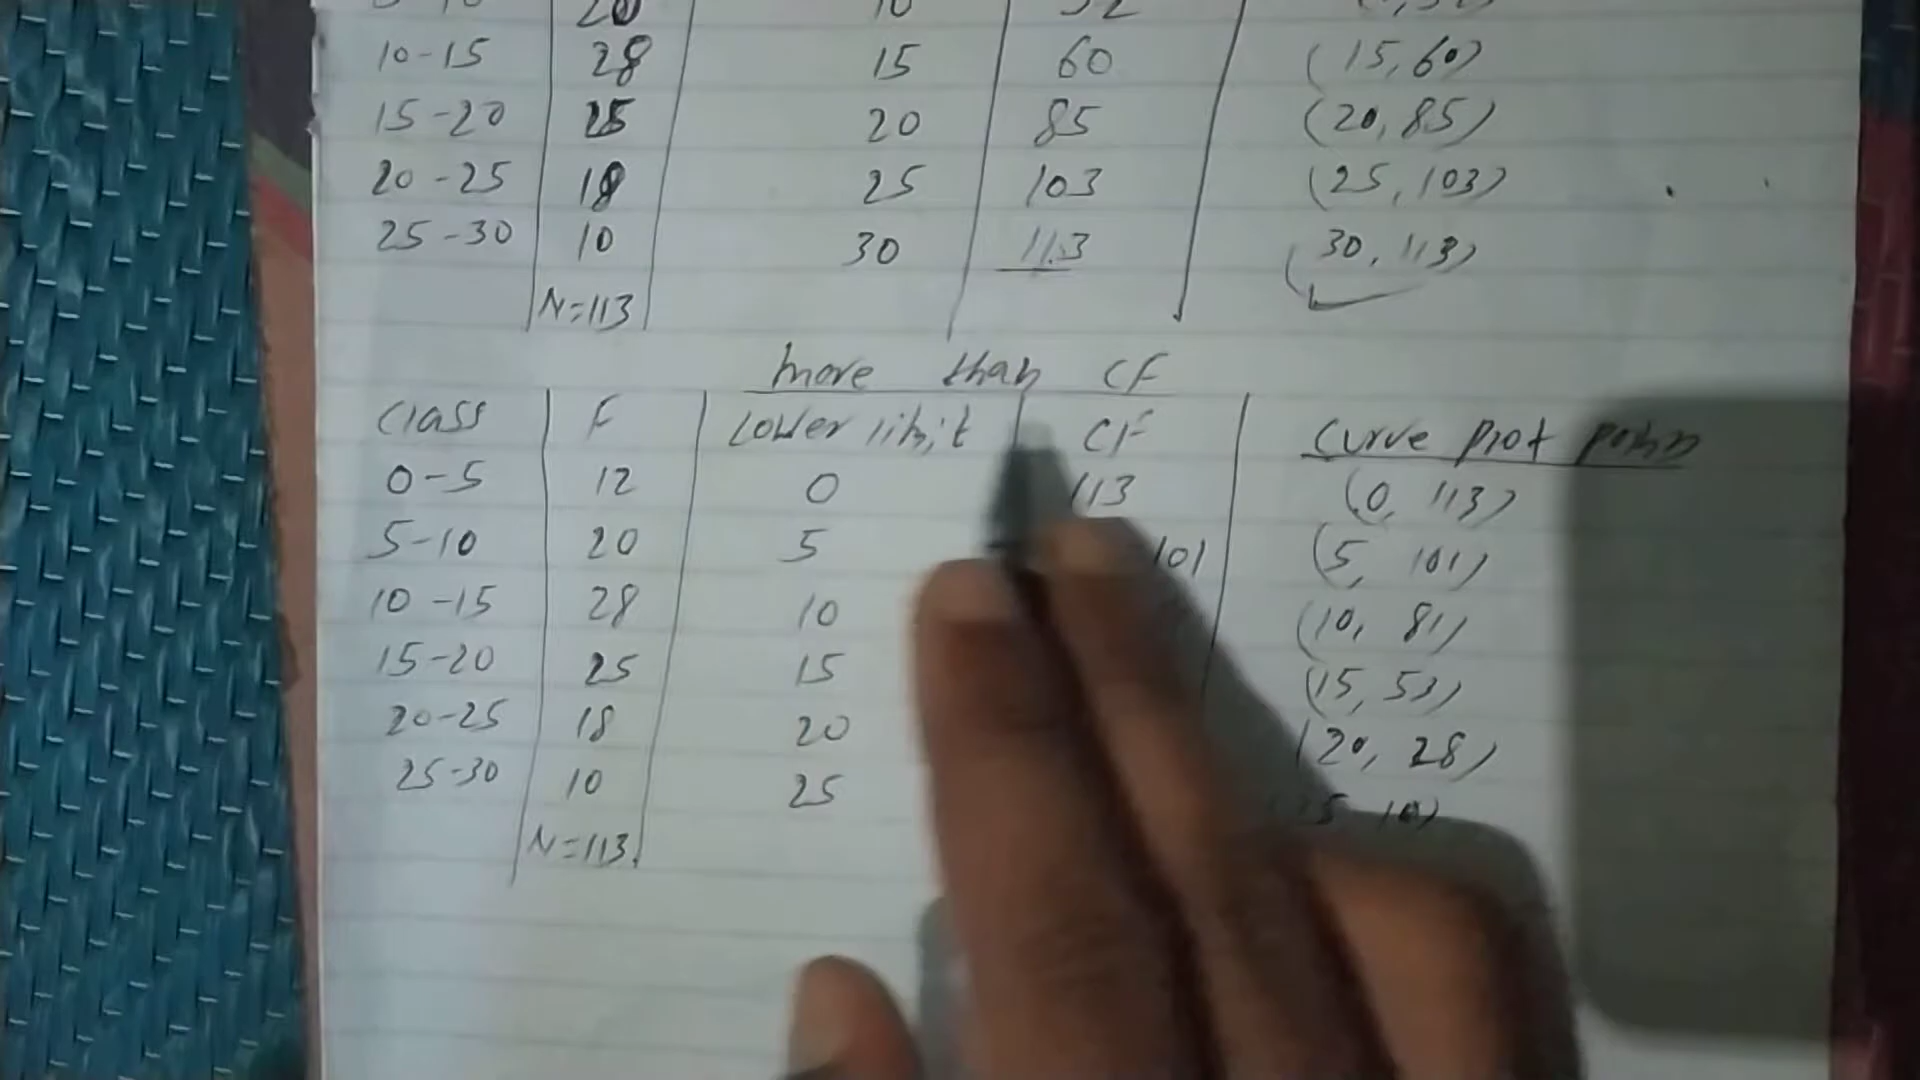 10-15 28 15 60 (15, 60)
15-20 25 20 85 (20, 85)
20-25 18 25 103 (25, 103)
25-30 10 30 113 (30, 113)
N=113
more than CF
Class F Lower limit CF Curve plot
0-5 12 0 113 (0, 113)
5-10 20 5 101 (5, 101)
10-15 28 10 (10, 81)
15-20 25 15 (15, 53)
20-25 18 20 (20, 28)
25-30 10 25 10)
N=113